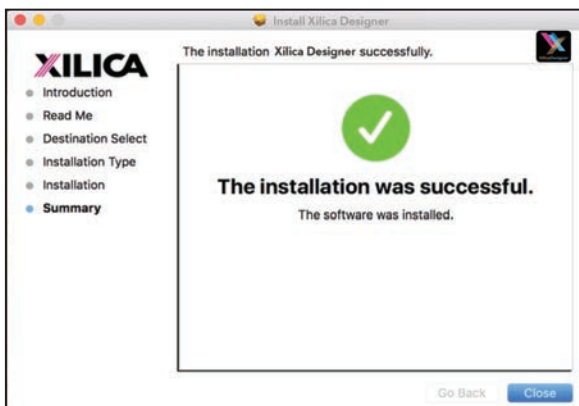 Install Xilica Designer
XILICA
The installation Xilica Designer successfully.
Introduction
Read Me
Destination Select
Installation Type
Installation
Summary
The installation was successful.
The software was installed.
Go Back
Close